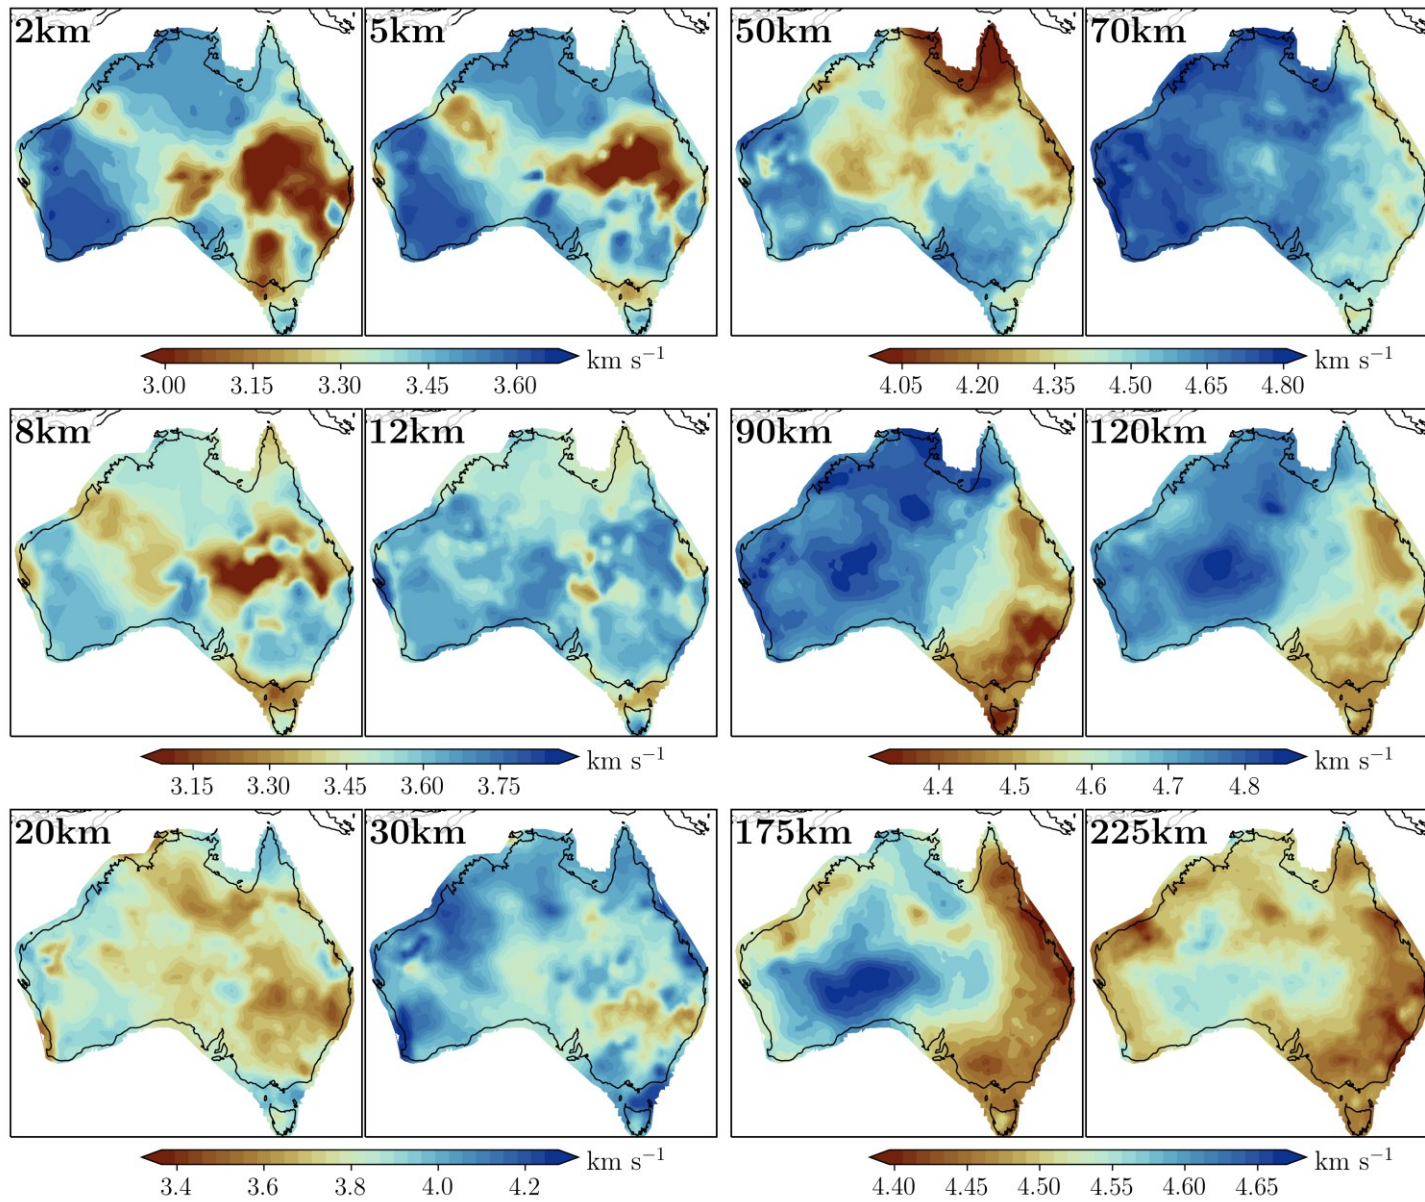 2km 5km 50km 70km
3.00 3.15 3.30 3.45 3.60 km s⁻¹ 4.05 4.20 4.35 4.50 4.65 4.80 km s⁻¹
8km 12km 90km 120km
3.15 3.30 3.45 3.60 3.75 km s⁻¹ 4.4 4.5 4.6 4.7 4.8 km s⁻¹
20km 30km 175km 225km
3.4 3.6 3.8 4.0 4.2 km s⁻¹ 4.40 4.45 4.50 4.55 4.60 4.65 km s⁻¹